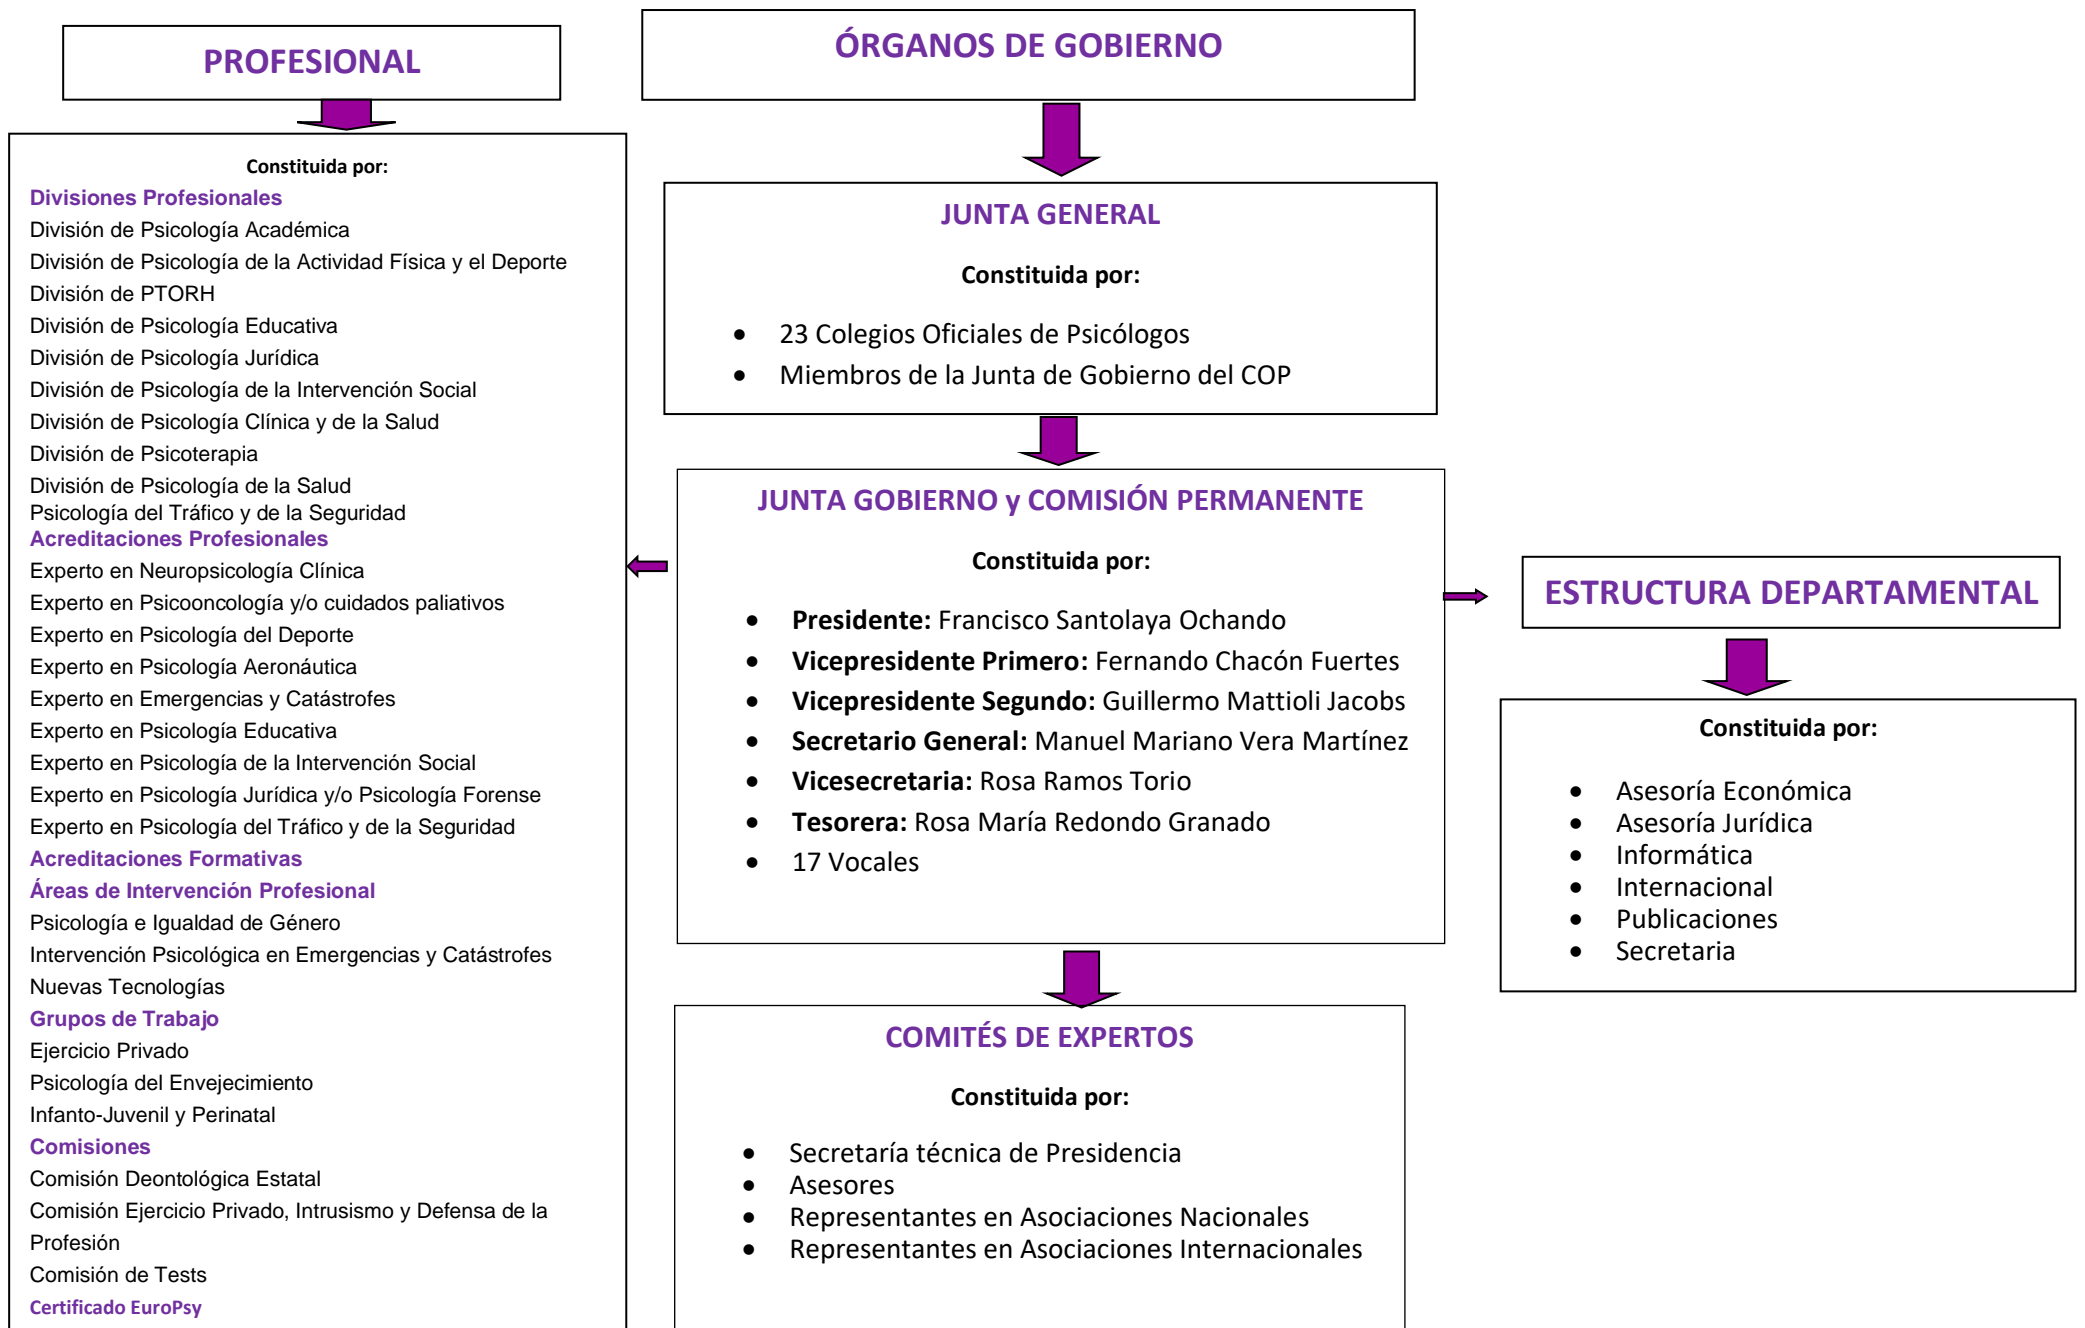 PROFESIONAL
Constituida por:
Divisiones Profesionales
División de Psicología Académica
División de Psicología de la Actividad Física y el Deporte
División de PTORH
División de Psicología Educativa
División de Psicología Jurídica
División de Psicología de la Intervención Social
División de Psicología Clínica y de la Salud
División de Psicoterapia
División de Psicología de la Salud
Psicología del Tráfico y de la Seguridad
Acreditaciones Profesionales
Experto en Neuropsicología Clínica
Experto en Psicooncología y/o cuidados paliativos
Experto en Psicología del Deporte
Experto en Psicología Aeronáutica
Experto en Emergencias y Catástrofes
Experto en Psicología Educativa
Experto en Psicología de la Intervención Social
Experto en Psicología Jurídica y/o Psicología Forense
Experto en Psicología del Tráfico y de la Seguridad
Acreditaciones Formativas
Áreas de Intervención Profesional
Psicología e Igualdad de Género
Intervención Psicológica en Emergencias y Catástrofes
Nuevas Tecnologías
Grupos de Trabajo
Ejercicio Privado
Psicología del Envejecimiento
Infanto-Juvenil y Perinatal
Comisiones
Comisión Deontológica Estatal
Comisión Ejercicio Privado, Intrusismo y Defensa de la
Profesión
Comisión de Tests
Certificado EuroPsy
ÓRGANOS DE GOBIERNO
JUNTA GENERAL
Constituida por:
• 23 Colegios Oficiales de Psicólogos
• Miembros de la Junta de Gobierno del COP
JUNTA GOBIERNO y COMISIÓN PERMANENTE
Constituida por:
• Presidente: Francisco Santolaya Ochando
• Vicepresidente Primero: Fernando Chacón Fuertes
• Vicepresidente Segundo: Guillermo Mattioli Jacobs
• Secretario General: Manuel Mariano Vera Martínez
• Vicesecretaria: Rosa Ramos Torio
• Tesorera: Rosa María Redondo Granado
• 17 Vocales
COMITÉS DE EXPERTOS
Constituida por:
• Secretaría técnica de Presidencia
• Asesores
• Representantes en Asociaciones Nacionales
• Representantes en Asociaciones Internacionales
ESTRUCTURA DEPARTAMENTAL
Constituida por:
• Asesoría Económica
• Asesoría Jurídica
• Informática
• Internacional
• Publicaciones
• Secretaria